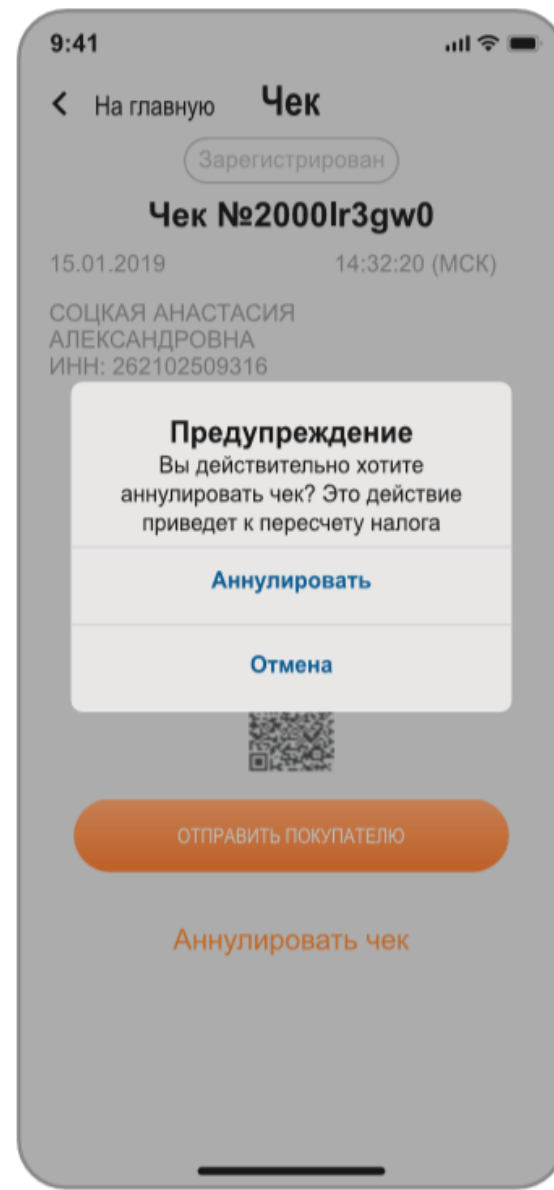 9:41
На главную Чек
Зарегистрирован
Чек №2000lr3gw0
15.01.2019 14:32:20 (МСК)
СОЦКАЯ АНАСТАСИЯ
АЛЕКСАНДРОВНА
ИНН: 262102509316
Предупреждение
Вы действительно хотите
аннулировать чек? Это действие
приведет к пересчету налога
Аннулировать
Отмена
ОТПРАВИТЬ ПОКУПАТЕЛЮ
Аннулировать чек